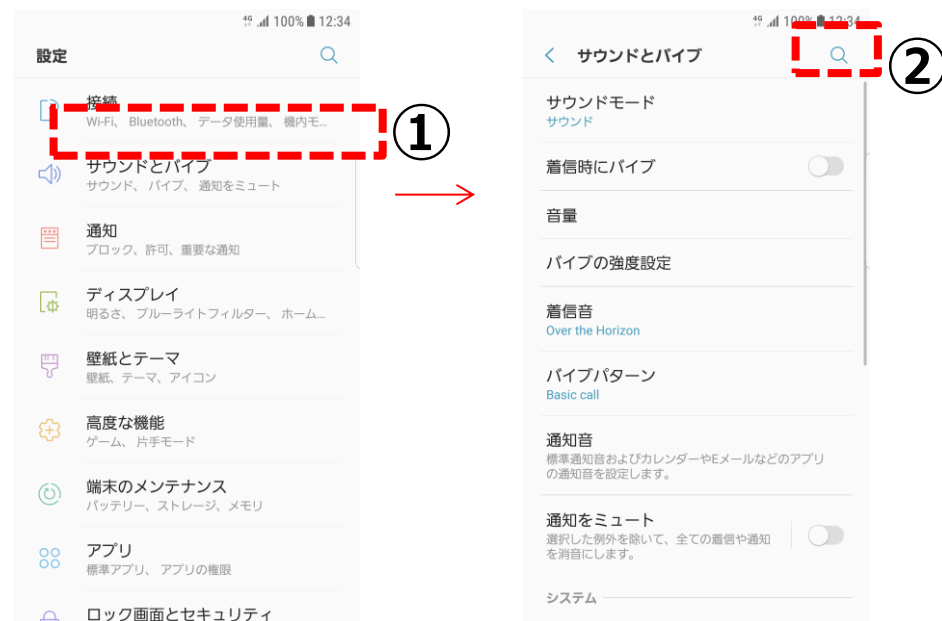 4G 100% 12:34
設定
接続
Wi-Fi、 Bluetooth、 データ使用量、 機内モ...
サウンドとバイブ
サウンド、 バイブ、 通知をミュート
通知
ブロック、許可、重要な通知
ディスプレイ
明るさ、 ブルーライトフィルター、 ホーム...
壁紙とテーマ
壁紙、テーマ、アイコン
高度な機能
ゲーム、 片手モード
端末のメンテナンス
バッテリー、ストレージ、メモリ
アプリ
標準アプリ、 アプリの権限
ロック画面とセキュリティ
①
4G 100% 12:34
サウンドとバイブ
②
サウンドモード
サウンド
着信時にバイブ
音量
バイブの強度設定
着信音
Over the Horizon
バイブパターン
Basic call
通知音
標準通知音およびカレンダーやEメールなどのアプリ
の通知音を設定します。
通知をミュート
選択した例外を除いて、全ての着信や通知
を消音にします。
システム